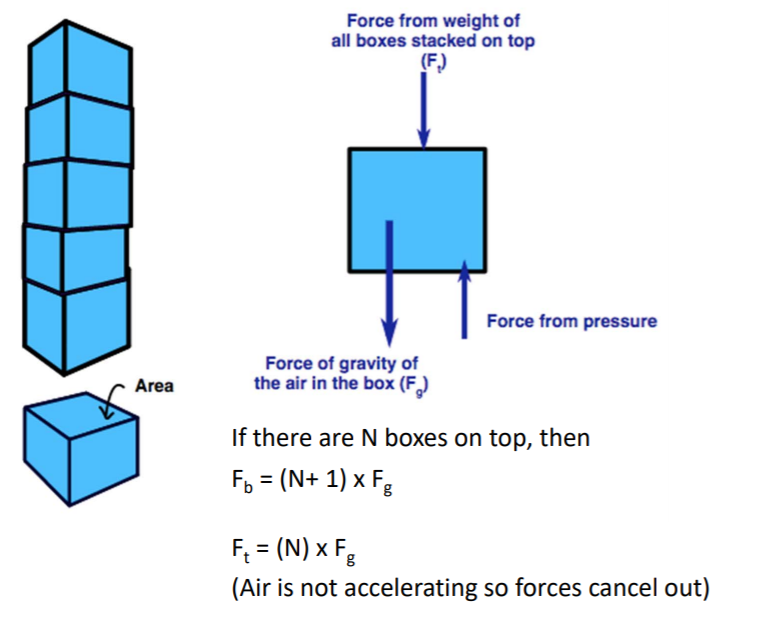 Force from weight of
all boxes stacked on top
(Fₜ)
Area
Force from pressure
Force of gravity of
the air in the box (F_g)
If there are N boxes on top, then
F_b = (N+ 1) x F_g
Fₜ = (N) x F_g
(Air is not accelerating so forces cancel out)